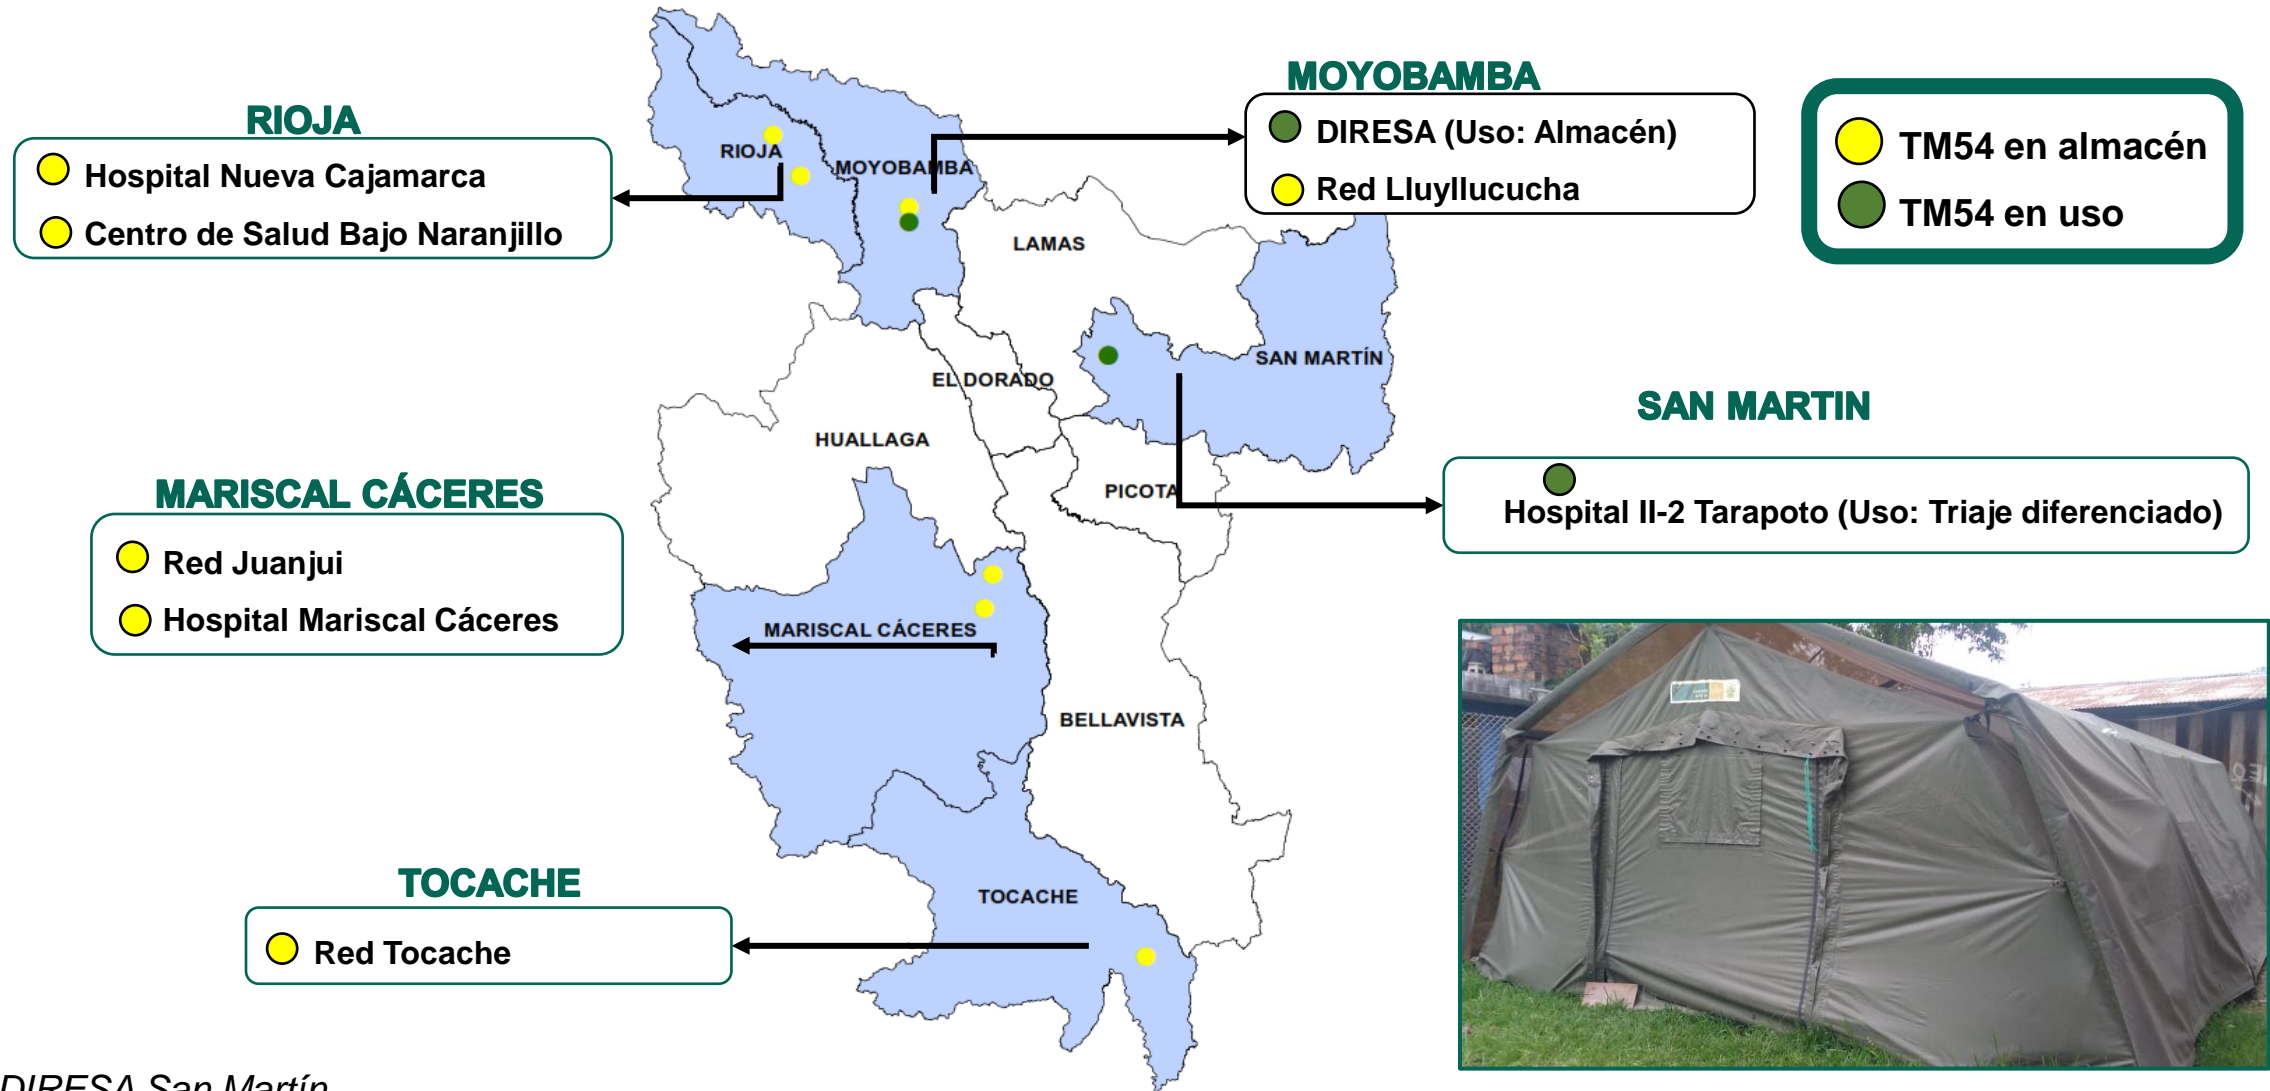 MOYOBAMBA
DIRESA (Uso: Almacén)
Red Lluyllucucha
TM54 en almacén
TM54 en uso
RIOJA
Hospital Nueva Cajamarca
Centro de Salud Bajo Naranjillo
RIOJA
MOYOBAMBA
LAMAS
SAN MARTÍN
EL DORADO
HUALLAGA
PICOTA
MARISCAL CÁCERES
BELLAVISTA
TOCACHE
SAN MARTIN
Hospital II-2 Tarapoto (Uso: Triaje diferenciado)
MARISCAL CÁCERES
Red Juanjui
Hospital Mariscal Cáceres
TOCACHE
Red Tocache
DIRESA San Martín